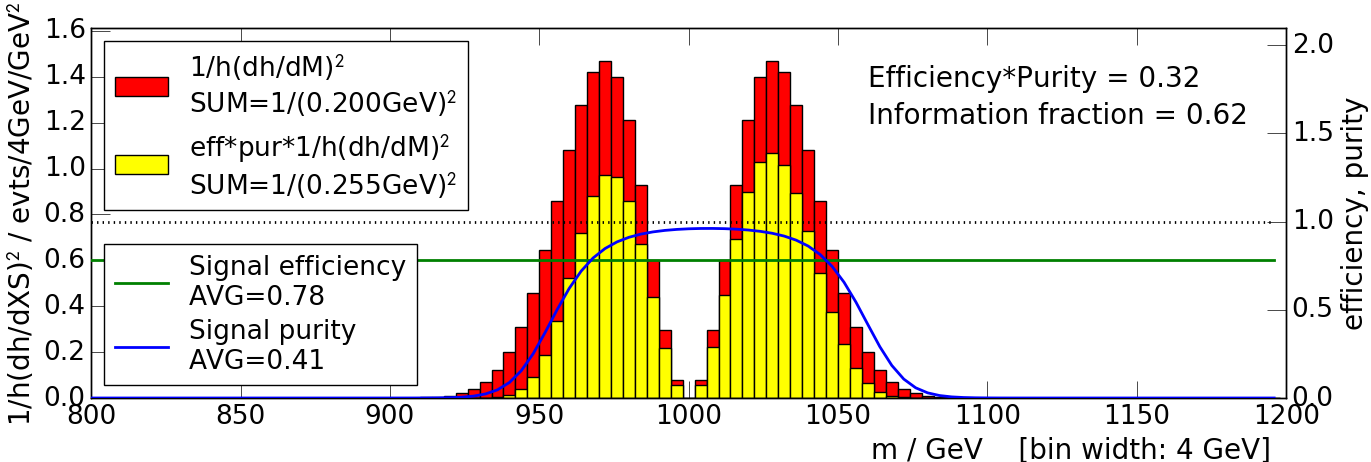 1/h(dh/dXS)² / evts/4GeV/GeV²
1.6
1.4
1.2
1.0
0.8
0.6
0.4
0.2
0.0
1/h(dh/dM)²
SUM=1/(0.200GeV)²
eff*pur*1/h(dh/dM)²
SUM=1/(0.255GeV)²
Signal efficiency
AVG=0.78
Signal purity
AVG=0.41
Efficiency*Purity = 0.32
Information fraction = 0.62
2.0
1.5
1.0
0.5
0.0
efficiency, purity
800 850 900 950 1000 1050 1100 1150 1200
m / GeV [bin width: 4 GeV]